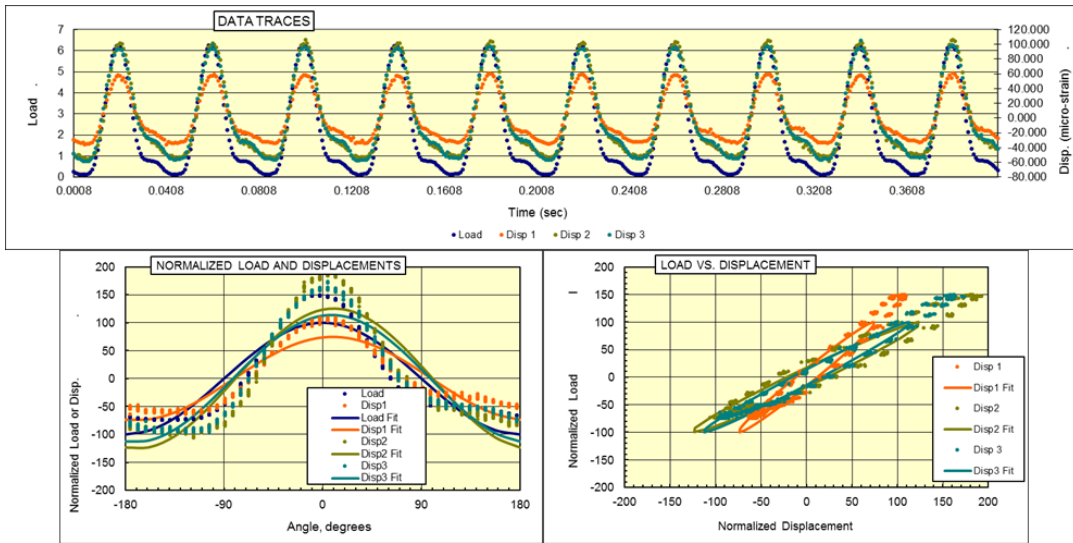 DATA TRACES
7
6
5
4
3
2
1
0
Load
.
120.000
100.000
80.000
60.000
40.000
20.000
0.000
-20.000
-40.000
-60.000
-80.000
Disp. (micro-strain)
0.0008 0.0408 0.0808 0.1208 0.1608 0.2008 0.2408 0.2808 0.3208 0.3608
Time (sec)
Load Disp 1 Disp 2 Disp 3
NORMALIZED LOAD AND DISPLACEMENTS
200
150
100
50
0
-50
-100
-150
-200
Normalized Load or Disp.
.
Load
Disp1
Load Fit
Disp1 Fit
Disp2
Disp2 Fit
Disp3
Disp3 Fit
-180 -90 0 90 180
Angle, degrees
LOAD VS. DISPLACEMENT
200
150
100
50
0
-50
-100
-150
-200
Normalized Load
l
Disp 1
Disp1 Fit
Disp2
Disp2 Fit
Disp 3
Disp3 Fit
-200 -150 -100 -50 0 50 100 150 200
Normalized Displacement